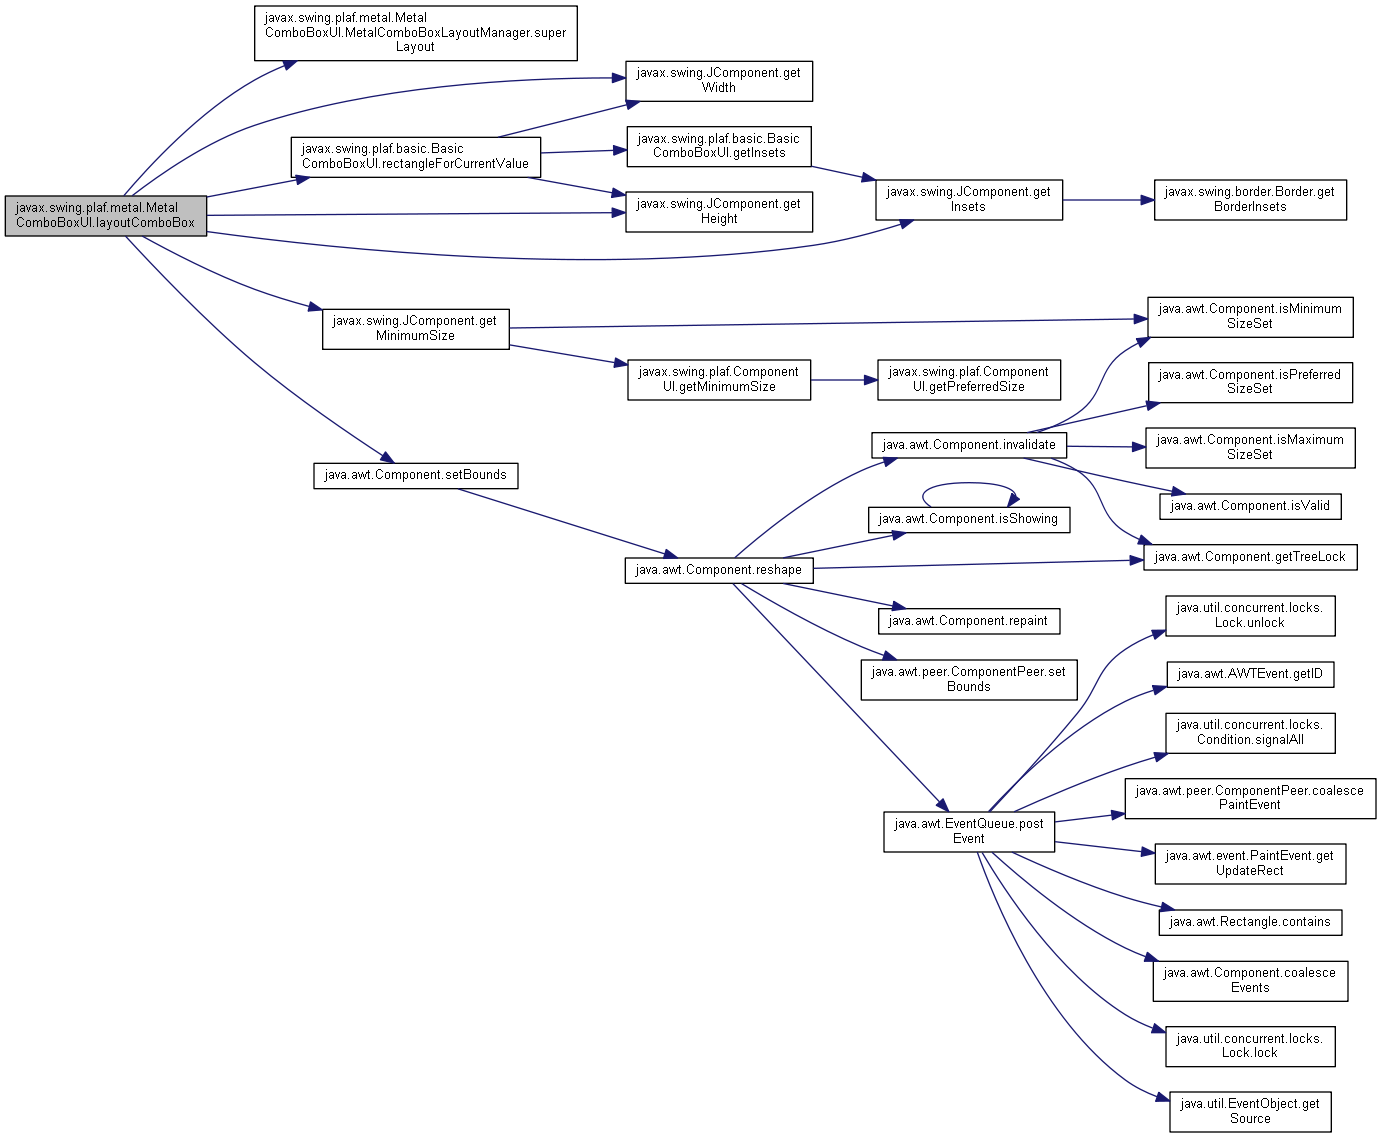 javax.swing.plaf.metal.Metal
ComboBoxUI.MetalComboBoxLayoutManager.super
Layout
javax.swing.JComponent.get
Width
javax.swing.plaf.basic.Basic
ComboBoxUI.rectangleForCurrentValue
javax.swing.plaf.basic.Basic
ComboBoxUI.getInsets
javax.swing.JComponent.get
Height
javax.swing.JComponent.get
Insets
javax.swing.border.Border.get
BorderInsets
javax.swing.plaf.metal.Metal
ComboBoxUI.layoutComboBox
javax.swing.JComponent.get
MinimumSize
javax.swing.plaf.Component
UI.getMinimumSize
javax.swing.plaf.Component
UI.getPreferredSize
java.awt.Component.isMinimum
SizeSet
java.awt.Component.isPreferred
SizeSet
java.awt.Component.invalidate
java.awt.Component.isMaximum
SizeSet
java.awt.Component.setBounds
java.awt.Component.isValid
java.awt.Component.isShowing
java.awt.Component.getTreeLock
java.awt.Component.reshape
java.awt.Component.repaint
java.awt.peer.ComponentPeer.set
Bounds
java.util.concurrent.locks.
Lock.unlock
java.awt.AWTEvent.getID
java.util.concurrent.locks.
Condition.signalAll
java.awt.peer.ComponentPeer.coalesce
PaintEvent
java.awt.EventQueue.post
Event
java.awt.event.PaintEvent.get
UpdateRect
java.awt.Rectangle.contains
java.awt.Component.coalesce
Events
java.util.concurrent.locks.
Lock.lock
java.util.EventObject.get
Source